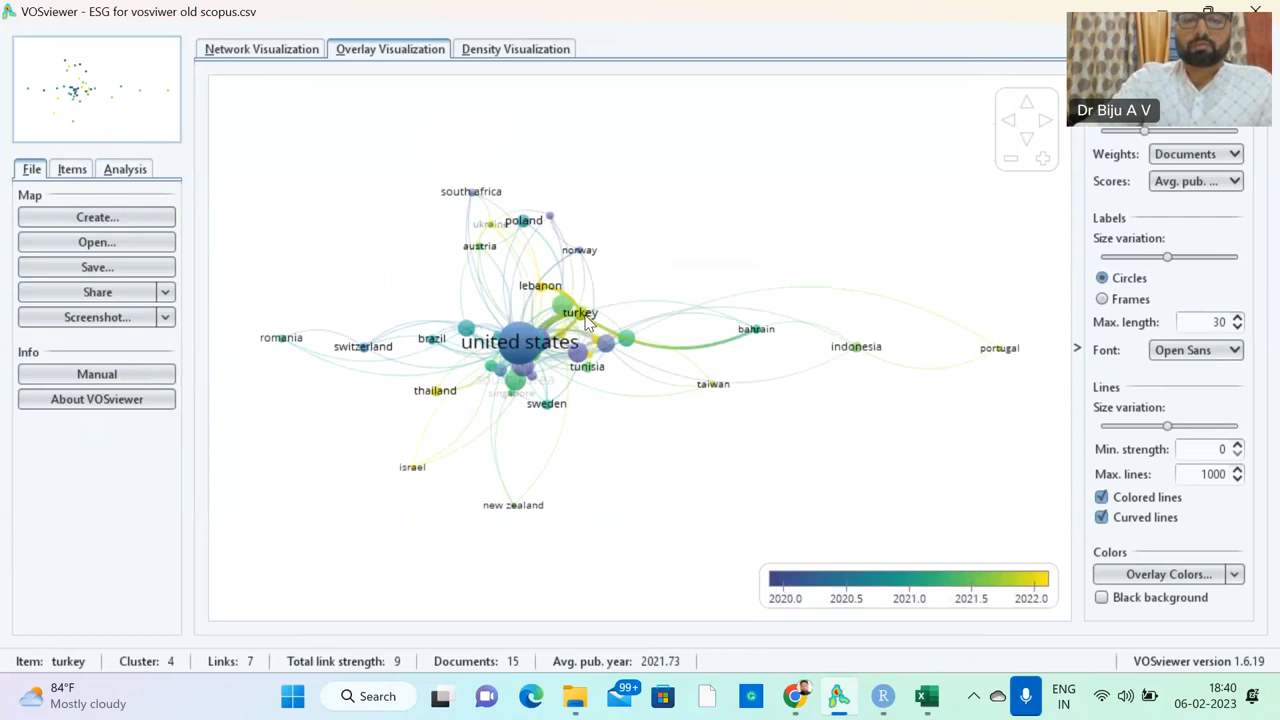 VOSviewer - ESG for vosviwer old scopus.csv
Dr Biju A V
Network Visualization
Overlay Visualization
Density Visualization
File
Items
Analysis
Map
Create...
Open...
Save...
Share
Screenshot...
Info
Manual
About VOSviewer
south africa
ukraine
poland
austria
norway
lebanon
turkey
romania
switzerland
brazil
united states
bahrain
indonesia
portugal
tunisia
taiwan
thailand
singapore
sweden
israel
new zealand
2020.0 2020.5 2021.0 2021.5 2022.0
Weights: Documents
Scores: Avg. pub. ...
Labels
Size variation:
Circles
Frames
Max. length: 30
Font: Open Sans
Lines
Size variation:
Min. strength: 0
Max. lines: 1000
Colored lines
Curved lines
Colors
Overlay Colors...
Black background
Item: turkey Cluster: 4 Links: 7 Total link strength: 9 Documents: 15 Avg. pub. year: 2021.73 VOSviewer version 1.6.19
84°F
Mostly cloudy
Search
99+
ENG
IN
18:40
06-02-2023